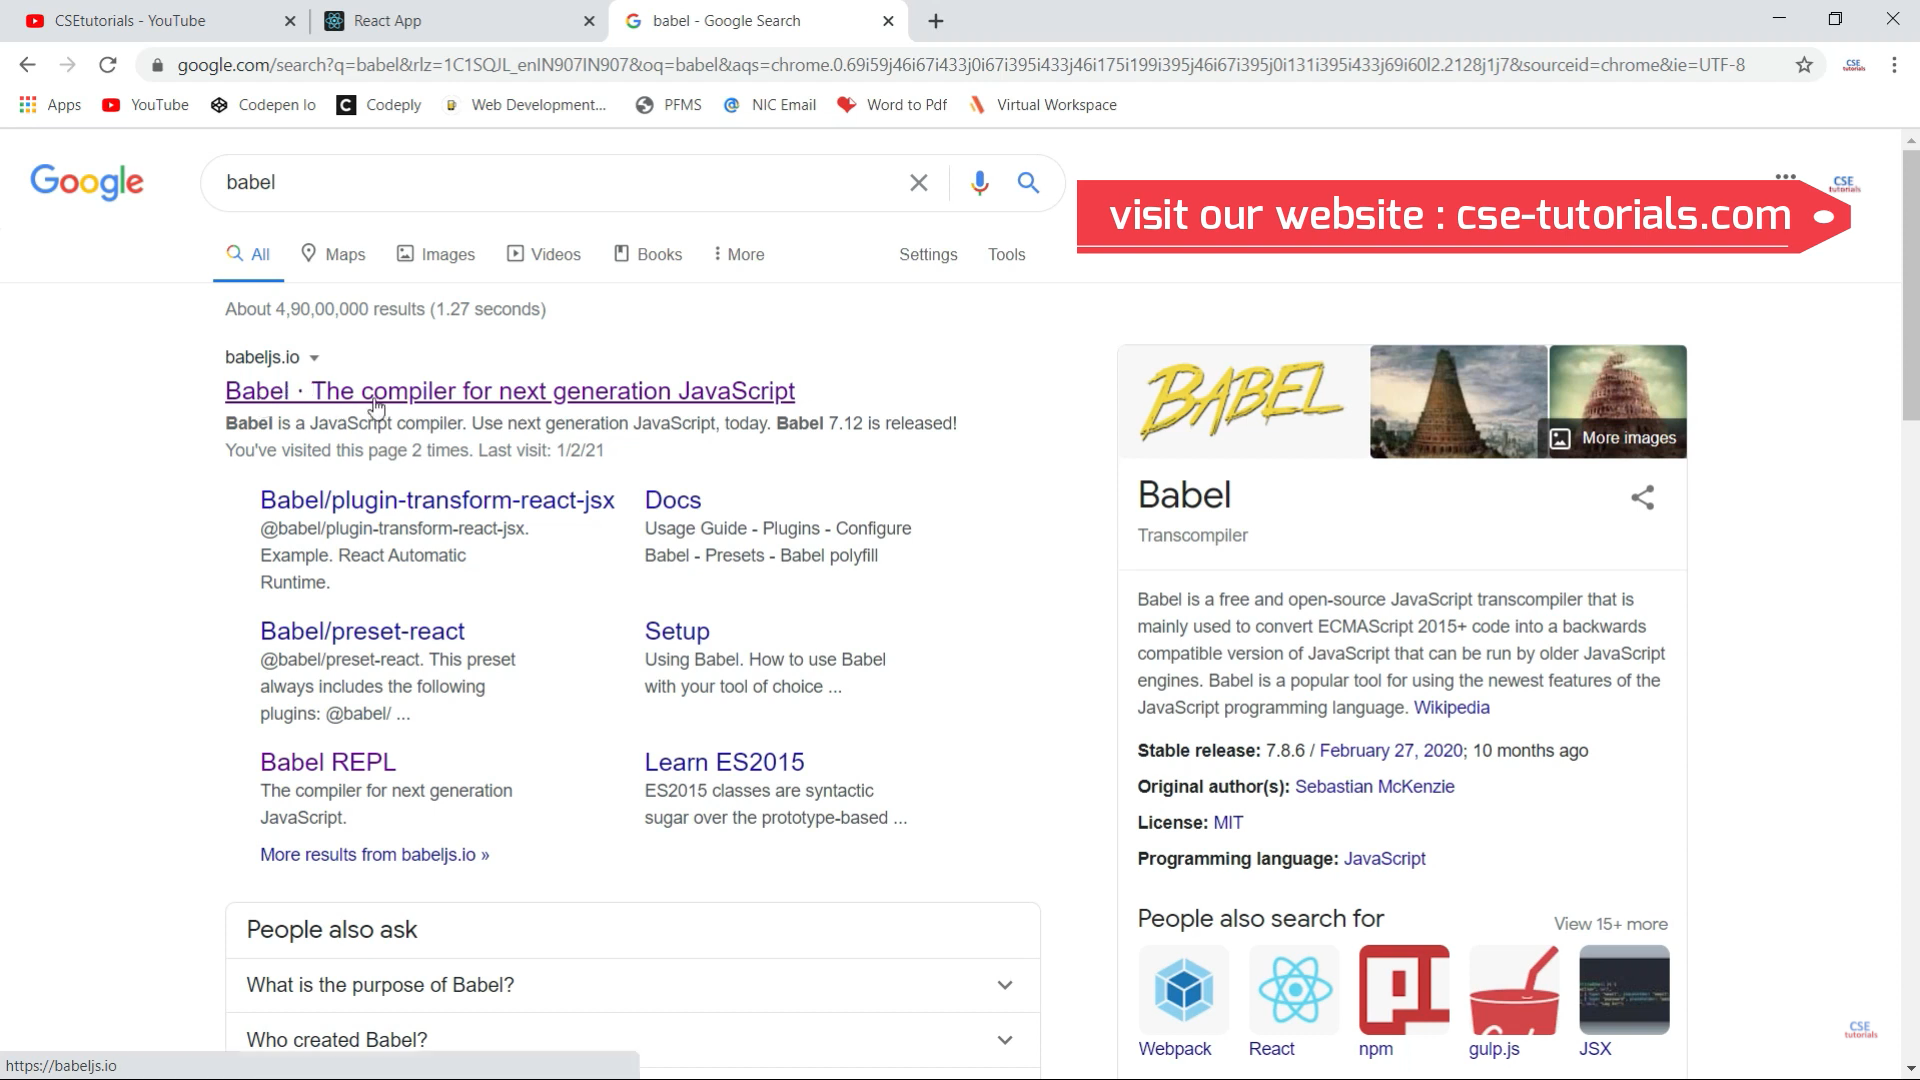 CSEtutorials - YouTube
React App
babel - Google Search
google.com/search?q=babel&rlz=1C1SQJL_enIN907IN907&oq=babel&aqs=chrome.0.69i59j46i67i433j0i67i395i433j46i175i199i395j46i67i395j0i131i395i433j69i60l2.2128j1j7&sourceid=chrome&ie=UTF-8
CSE
tutorials
Apps
YouTube
Codepen Io
Codeply
Web Development...
PFMS
NIC Email
Word to Pdf
Virtual Workspace
Google
babel
CSE
tutorials
visit our website : cse-tutorials.com
All
Maps
Images
Videos
Books
More
Settings
Tools
About 4,90,00,000 results (1.27 seconds)
babeljs.io
Babel · The compiler for next generation JavaScript
Babel is a JavaScript compiler. Use next generation JavaScript, today. Babel 7.12 is released!
You've visited this page 2 times. Last visit: 1/2/21
Babel/plugin-transform-react-jsx
@babel/plugin-transform-react-jsx.
Example. React Automatic
Runtime.
Docs
Usage Guide - Plugins - Configure
Babel - Presets - Babel polyfill
Babel/preset-react
@babel/preset-react. This preset
always includes the following
plugins: @babel/ ...
Setup
Using Babel. How to use Babel
with your tool of choice ...
Babel REPL
The compiler for next generation
JavaScript.
Learn ES2015
ES2015 classes are syntactic
sugar over the prototype-based ...
More results from babeljs.io »
People also ask
What is the purpose of Babel?
Who created Babel?
BABEL
More images
Babel
Transcompiler
Babel is a free and open-source JavaScript transcompiler that is
mainly used to convert ECMAScript 2015+ code into a backwards
compatible version of JavaScript that can be run by older JavaScript
engines. Babel is a popular tool for using the newest features of the
JavaScript programming language. Wikipedia
Stable release: 7.8.6 / February 27, 2020; 10 months ago
Original author(s): Sebastian McKenzie
License: MIT
Programming language: JavaScript
People also search for
View 15+ more
Webpack
React
npm
gulp.js
JSX
CSE
tutorials
https://babeljs.io